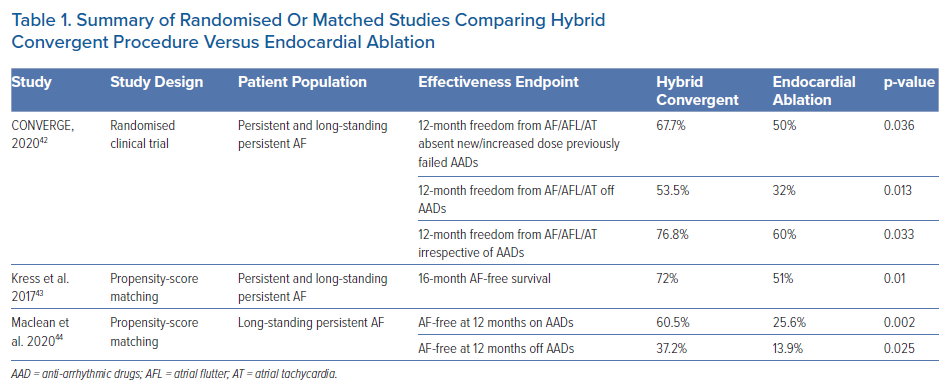 Table 1. Summary of Randomised Or Matched Studies Comparing Hybrid
Convergent Procedure Versus Endocardial Ablation
Study Study Design Patient Population Effectiveness Endpoint Hybrid Convergent Endocardial Ablation p-value
CONVERGE, 2020⁴² Randomised clinical trial Persistent and long-standing persistent AF 12-month freedom from AF/AFL/AT absent new/increased dose previously failed AADs 67.7% 50% 0.036
12-month freedom from AF/AFL/AT off AADs 53.5% 32% 0.013
12-month freedom from AF/AFL/AT irrespective of AADs 76.8% 60% 0.033
Kress et al. 2017⁴³ Propensity-score matching Persistent and long-standing persistent AF 16-month AF-free survival 72% 51% 0.01
Maclean et al. 2020⁴⁴ Propensity-score matching Long-standing persistent AF AF-free at 12 months on AADs 60.5% 25.6% 0.002
AF-free at 12 months off AADs 37.2% 13.9% 0.025
AAD = anti-arrhythmic drugs; AFL = atrial flutter; AT = atrial tachycardia.